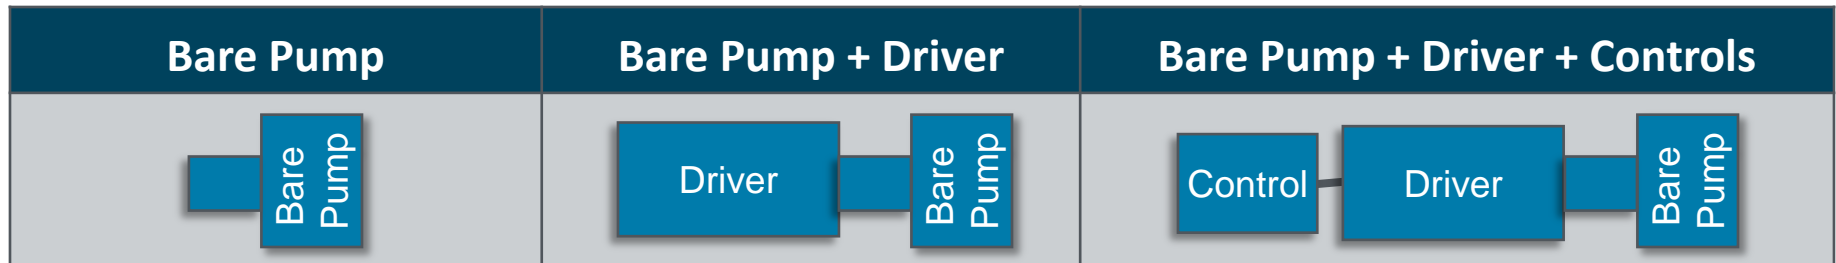 Bare Pump
Bare Pump + Driver
Bare Pump + Driver + Controls
Bare
Pump
Driver
Bare
Pump
Control
Driver
Bare
Pump